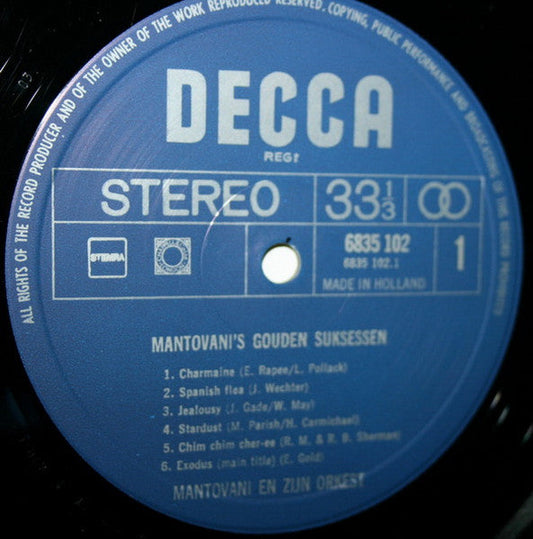 ALL RIGHTS OF THE RECORD PRODUCER AND OF THE OWNER OF THE WORK REPRODUCED RESERVED. COPYING, PUBLIC PERFORMANCE AND BROADCASTING OF THIS RECORD PROHIBITED
DECCA
REGT
STEREO 33⅓
STEMRA
6835 102
6835 102.1
1
MADE IN HOLLAND
MANTOVANI'S GOUDEN SUKSESSEN
1. Charmaine (E. Rapee/L. Pollack)
2. Spanish flea (J. Wechter)
3. Jealousy (J. Gade/W. May)
4. Stardust (M. Parish/H. Carmichael)
5. Chim chim cher-ee (R. M. & R. B. Sherman)
6. Exodus (main title) (E. Gold)
MANTOVANI EN ZIJN ORKEST